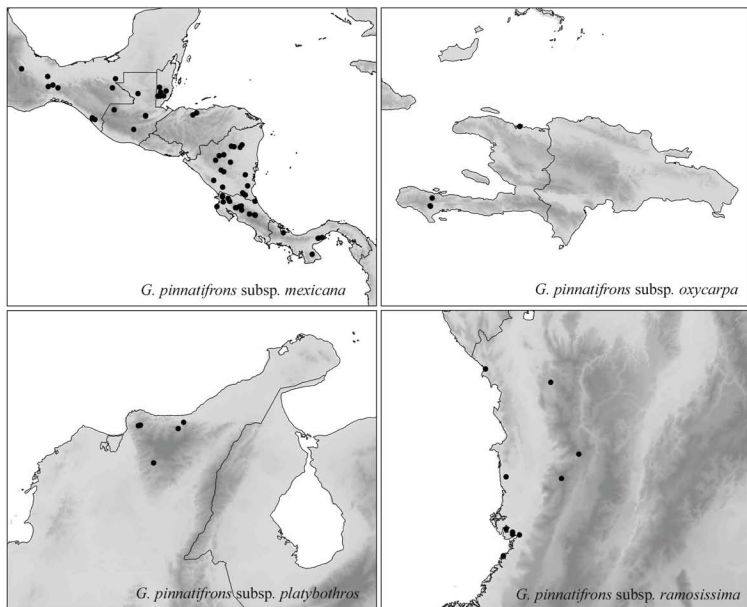 G. pinnatifrons subsp. mexicana
G. pinnatifrons subsp. oxycarpa
G. pinnatifrons subsp. platybothros
G. pinnatifrons subsp. ramosissima